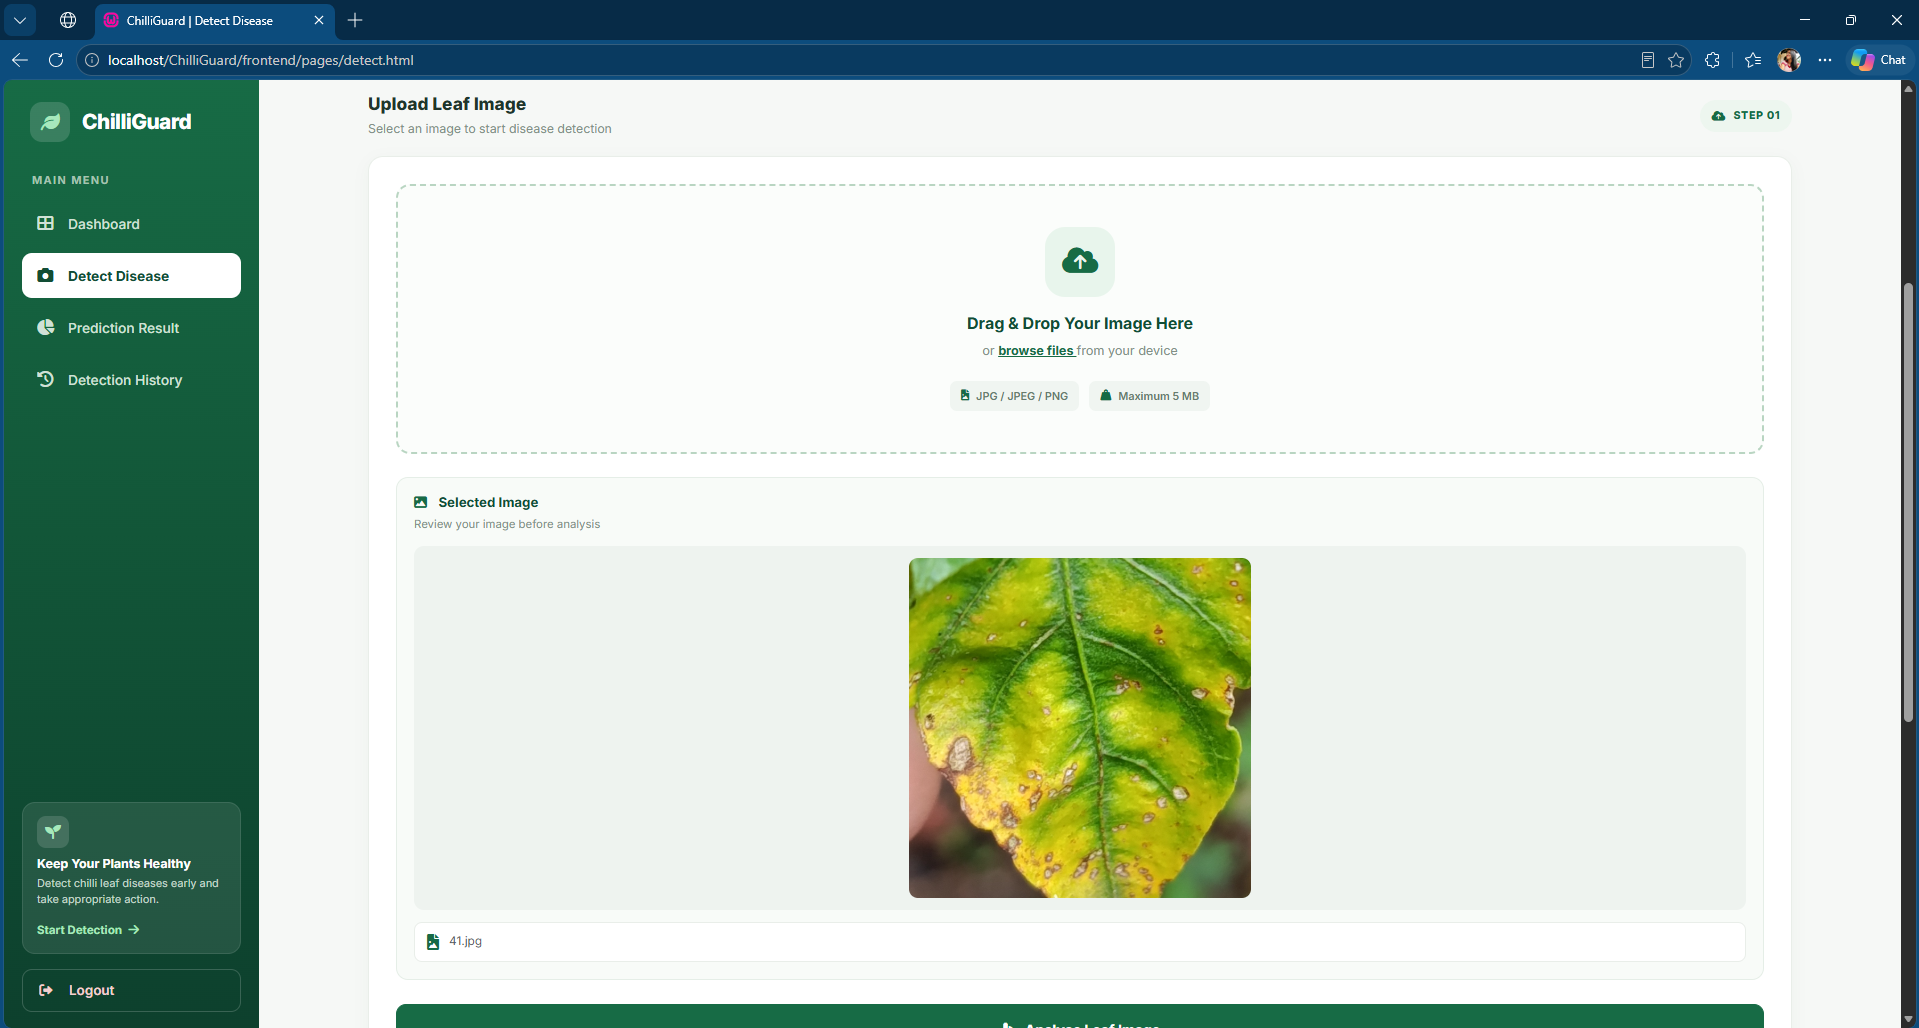 ChilliGuard | Detect Disease
localhost/ChilliGuard/frontend/pages/detect.html
Chat
ChilliGuard
MAIN MENU
Dashboard
Detect Disease
Prediction Result
Detection History
Keep Your Plants Healthy
Detect chilli leaf diseases early and
take appropriate action.
Start Detection →
Logout
Upload Leaf Image
Select an image to start disease detection
STEP 01
Drag & Drop Your Image Here
or browse files from your device
JPG / JPEG / PNG
Maximum 5 MB
Selected Image
Review your image before analysis
41.jpg
Leaf Image